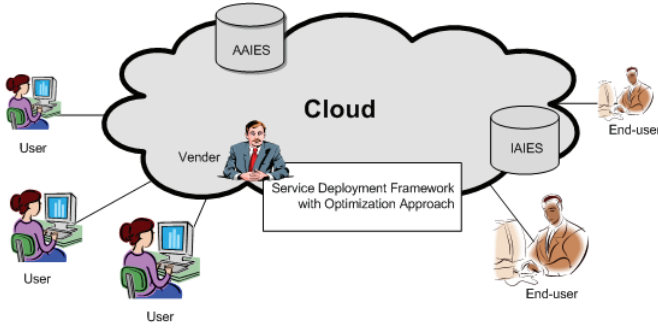 AAIES
Cloud
User
End-user
Vender
IAIES
Service Deployment Framework
with Optimization Approach
User
User
End-user